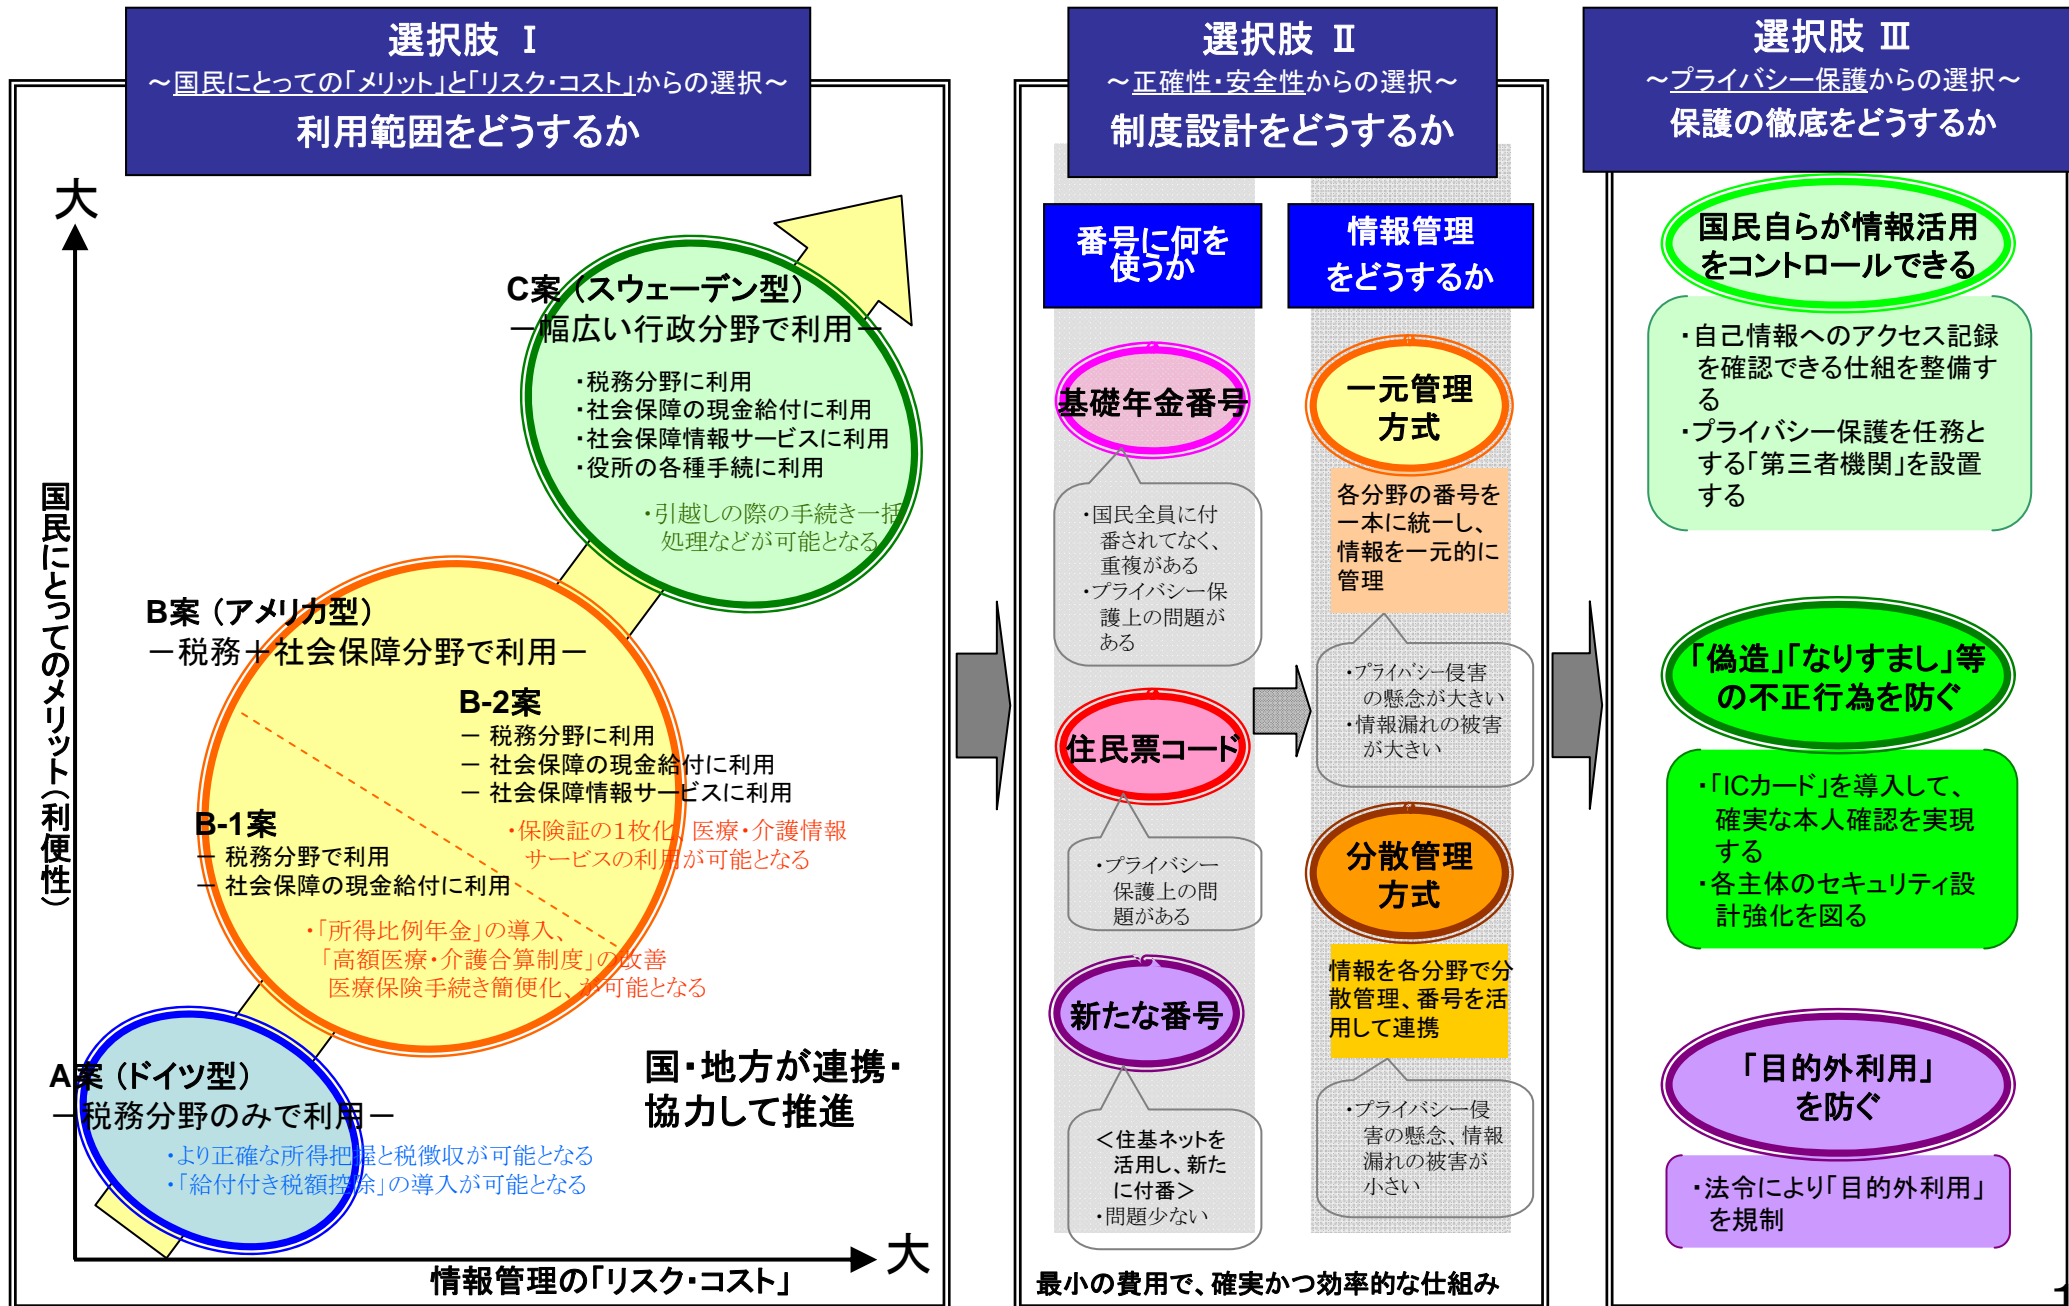 選択肢 Ⅰ
～国民にとっての「メリット」と「リスク・コスト」からの選択～
利用範囲をどうするか
大
国民にとってのメリット（利便性）
C案（スウェーデン型）
－幅広い行政分野で利用－
・税務分野に利用
・社会保障の現金給付に利用
・社会保障情報サービスに利用
・役所の各種手続に利用
・引越しの際の手続き一括
処理などが可能となる
B案（アメリカ型）
－税務＋社会保障分野で利用－
B-2案
－ 税務分野に利用
－ 社会保障の現金給付に利用
－ 社会保障情報サービスに利用
・保険証の1枚化、医療・介護情報
サービスの利用が可能となる
B-1案
－ 税務分野で利用
－ 社会保障の現金給付に利用
・「所得比例年金」の導入、
「高額医療・介護合算制度」の改善
医療保険手続き簡便化、が可能となる
A案（ドイツ型）
－税務分野のみで利用－
・より正確な所得把握と税徴収が可能となる
・「給付付き税額控除」の導入が可能となる
国・地方が連携・
協力して推進
大
情報管理の「リスク・コスト」
選択肢 Ⅱ
～正確性・安全性からの選択～
制度設計をどうするか
番号に何を
使うか
基礎年金番号
・国民全員に付
番されてなく、
重複がある
・プライバシー保
護上の問題が
ある
住民票コード
・プライバシー
保護上の問
題がある
新たな番号
＜住基ネットを
活用し、新た
に付番＞
・問題少ない
情報管理
をどうするか
一元管理
方式
各分野の番号を
一本に統一し、
情報を一元的に
管理
・プライバシー侵害
の懸念が大きい
・情報漏れの被害
が大きい
分散管理
方式
情報を各分野で分
散管理、番号を活
用して連携
・プライバシー侵
害の懸念、情報
漏れの被害が
小さい
最小の費用で、確実かつ効率的な仕組み
選択肢 Ⅲ
～プライバシー保護からの選択～
保護の徹底をどうするか
国民自らが情報活用
をコントロールできる
・自己情報へのアクセス記録
を確認できる仕組を整備す
る
・プライバシー保護を任務と
する「第三者機関」を設置
する
「偽造」「なりすまし」等
の不正行為を防ぐ
・「ICカード」を導入して、
確実な本人確認を実現
する
・各主体のセキュリティ設
計強化を図る
「目的外利用」
を防ぐ
・法令により「目的外利用」
を規制